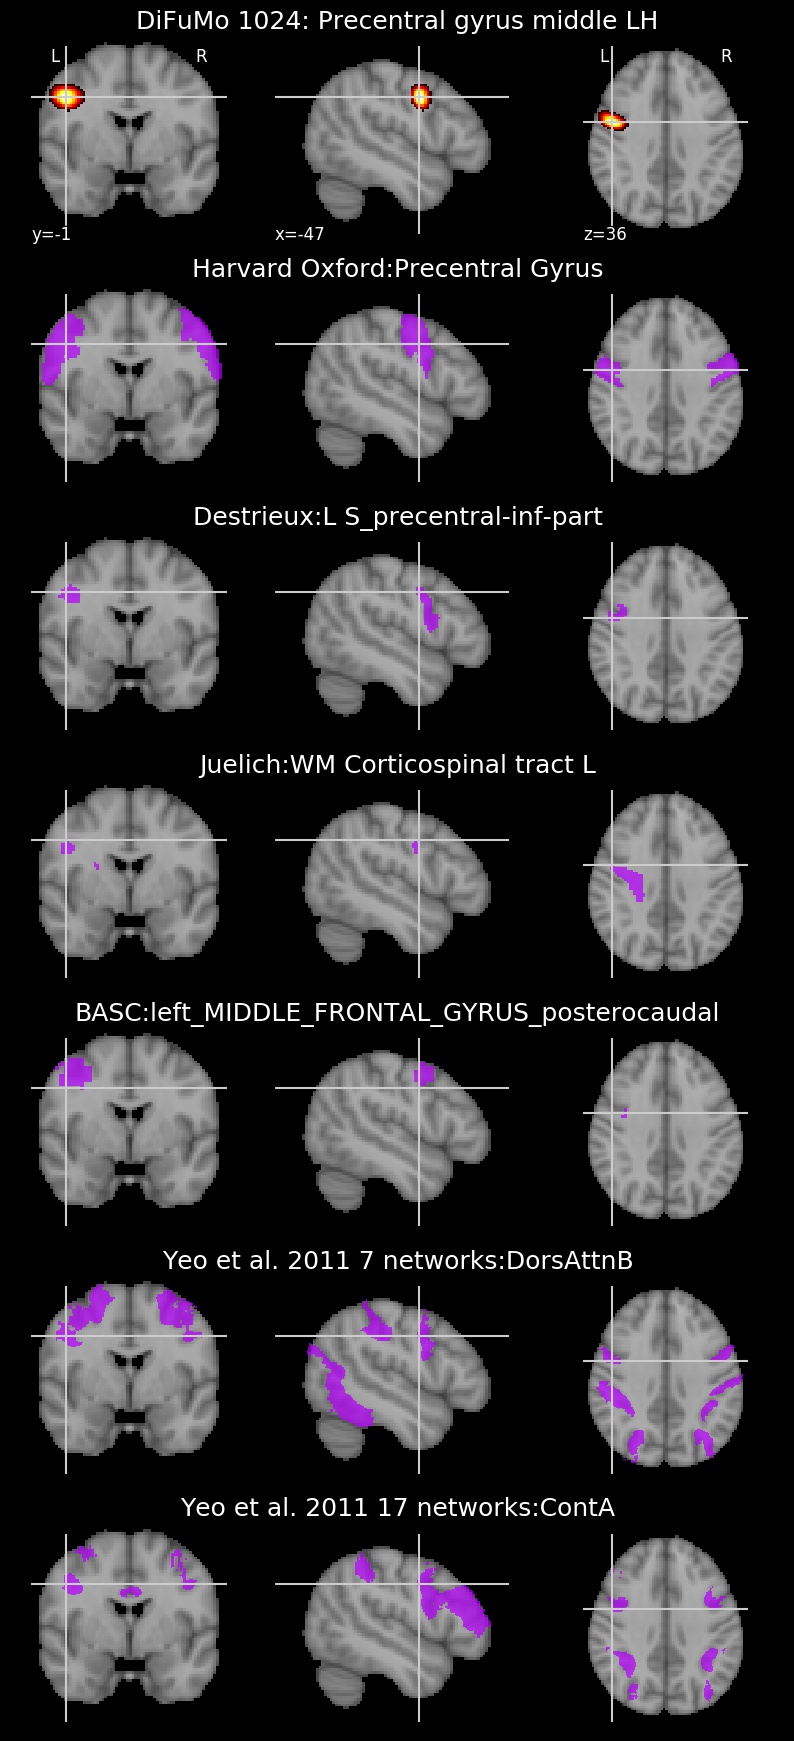 DiFuMo 1024: Precentral gyrus middle LH
L R L R
y=-1 x=-47 z=36
Harvard Oxford:Precentral Gyrus
Destrieux:L S_precentral-inf-part
Juelich:WM Corticospinal tract L
BASC:left_MIDDLE_FRONTAL_GYRUS_posterocaudal
Yeo et al. 2011 7 networks:DorsAttnB
Yeo et al. 2011 17 networks:ContA